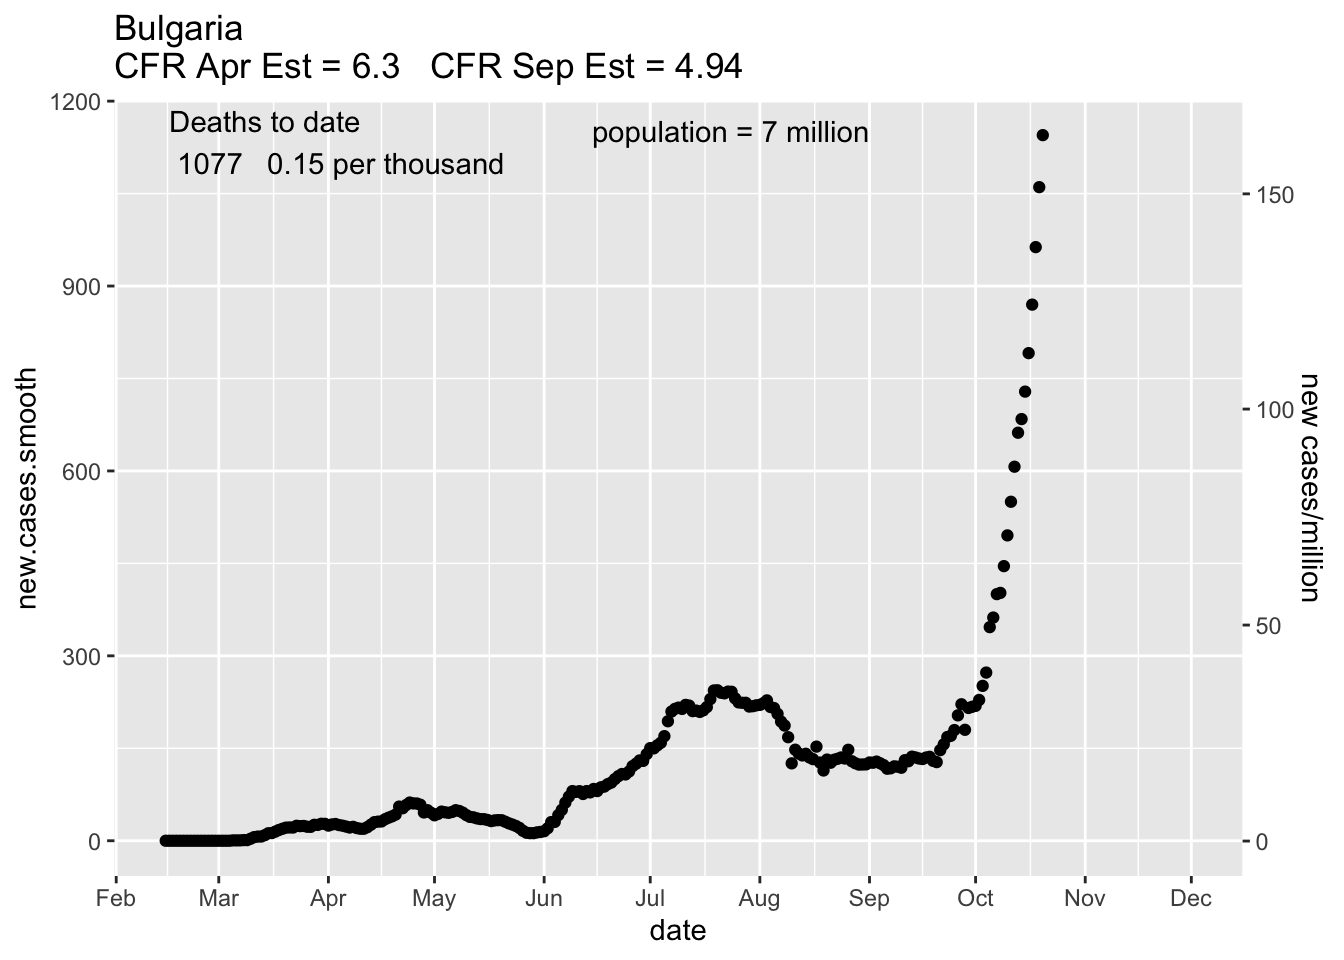 Bulgaria
CFR Apr Est = 6.3   CFR Sep Est = 4.94
Deaths to date
1077   0.15 per thousand
population = 7 million
1200
900
600
300
0
new.cases.smooth
150
100
50
0
new cases/million
Feb Mar Apr May Jun Jul Aug Sep Oct Nov Dec
date